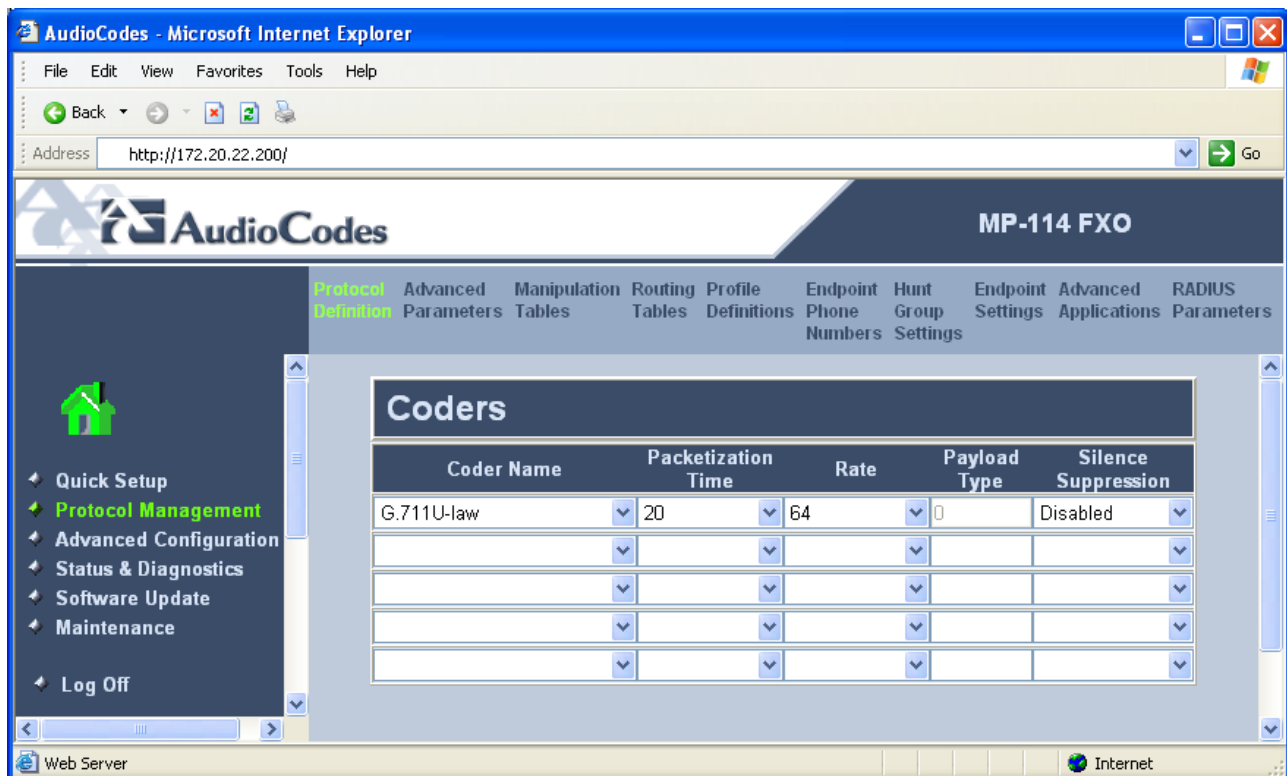 AudioCodes - Microsoft Internet Explorer
File Edit View Favorites Tools Help
Back
Address http://172.20.22.200/ Go
AudioCodes
MP-114 FXO
Protocol Definition Advanced Parameters Manipulation Tables Routing Tables Profile Definitions Endpoint Phone Numbers Hunt Group Settings Endpoint Settings Advanced Applications RADIUS Parameters
Quick Setup
Protocol Management
Advanced Configuration
Status & Diagnostics
Software Update
Maintenance
Log Off
Coders
Coder Name Packetization Time Rate Payload Type Silence Suppression
G.711U-law 20 64 0 Disabled
Web Server Internet